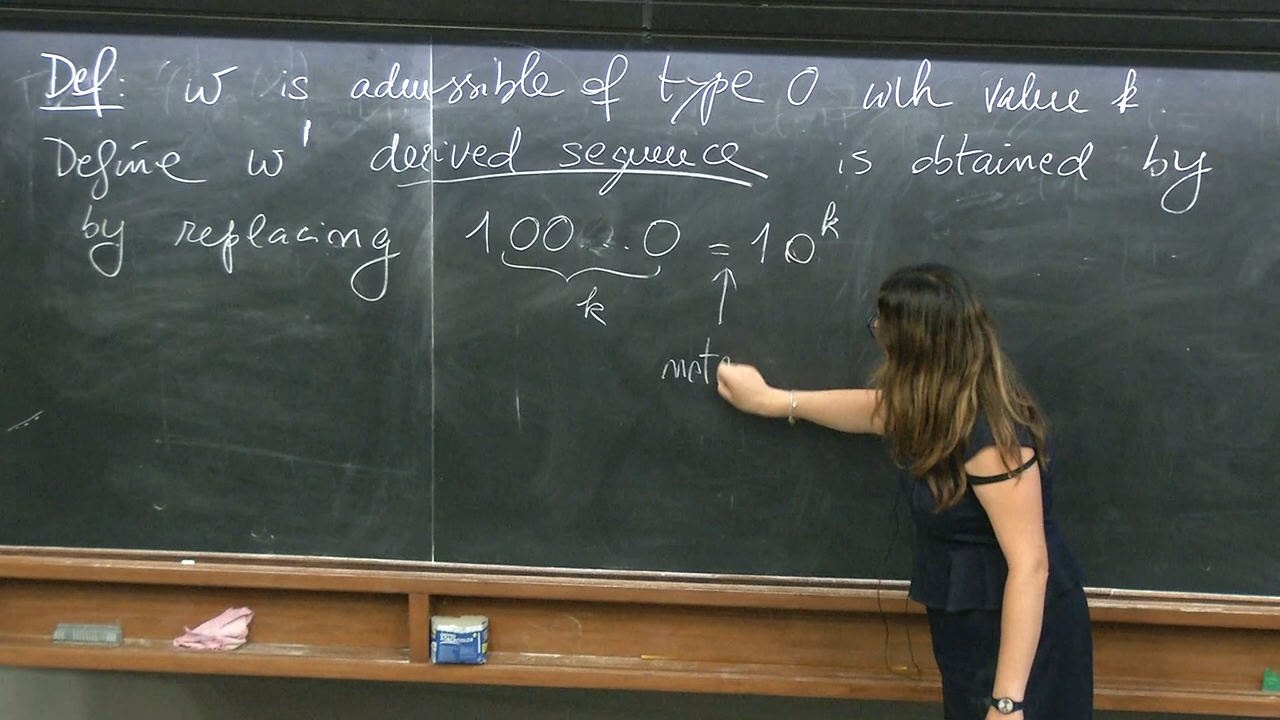 Def: w is admissible of type 0 with value k.
Define w' derived sequence is obtained by
by replacing 100...0 = 10^k
k
↑
not